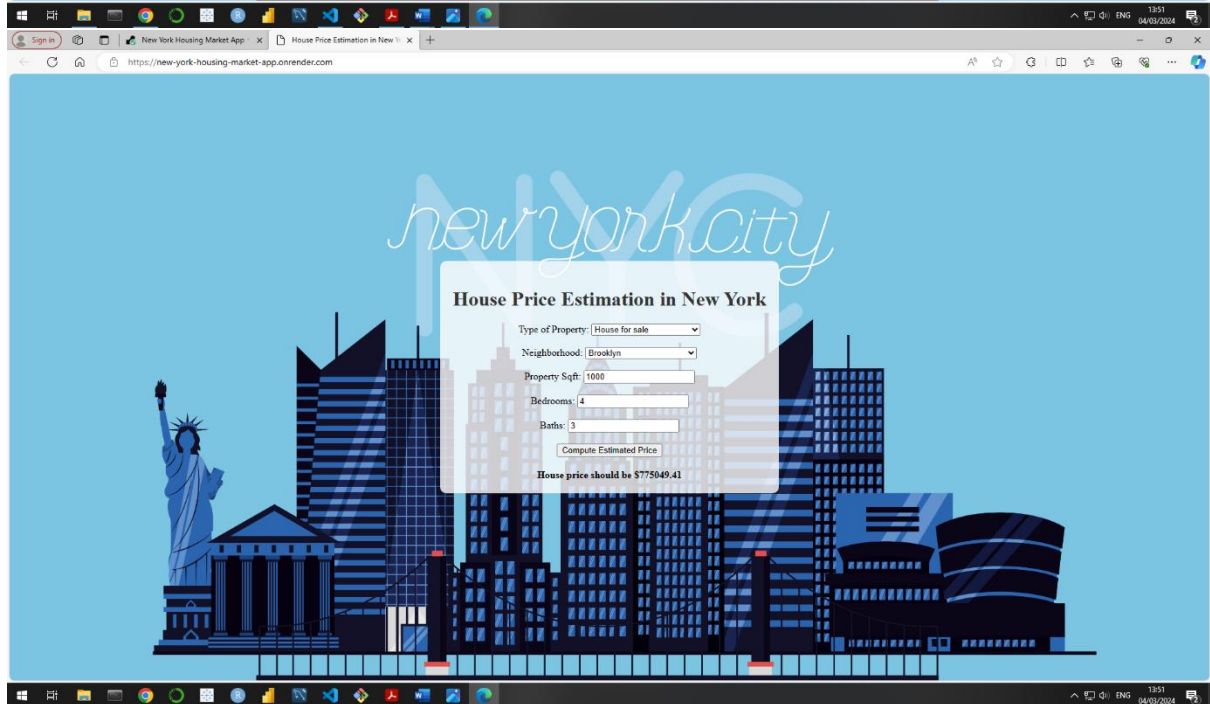 13:51
ENG
04/03/2024
Sign in
New York Housing Market App -
House Price Estimation in New Y
https://new-york-housing-market-app.onrender.com
NYC
new york city
House Price Estimation in New York
Type of Property: House for sale
Neighborhood: Brooklyn
Property Sqft: 1000
Bedrooms: 4
Baths: 3
Compute Estimated Price
House price should be $775049.41
13:51
ENG
04/03/2024